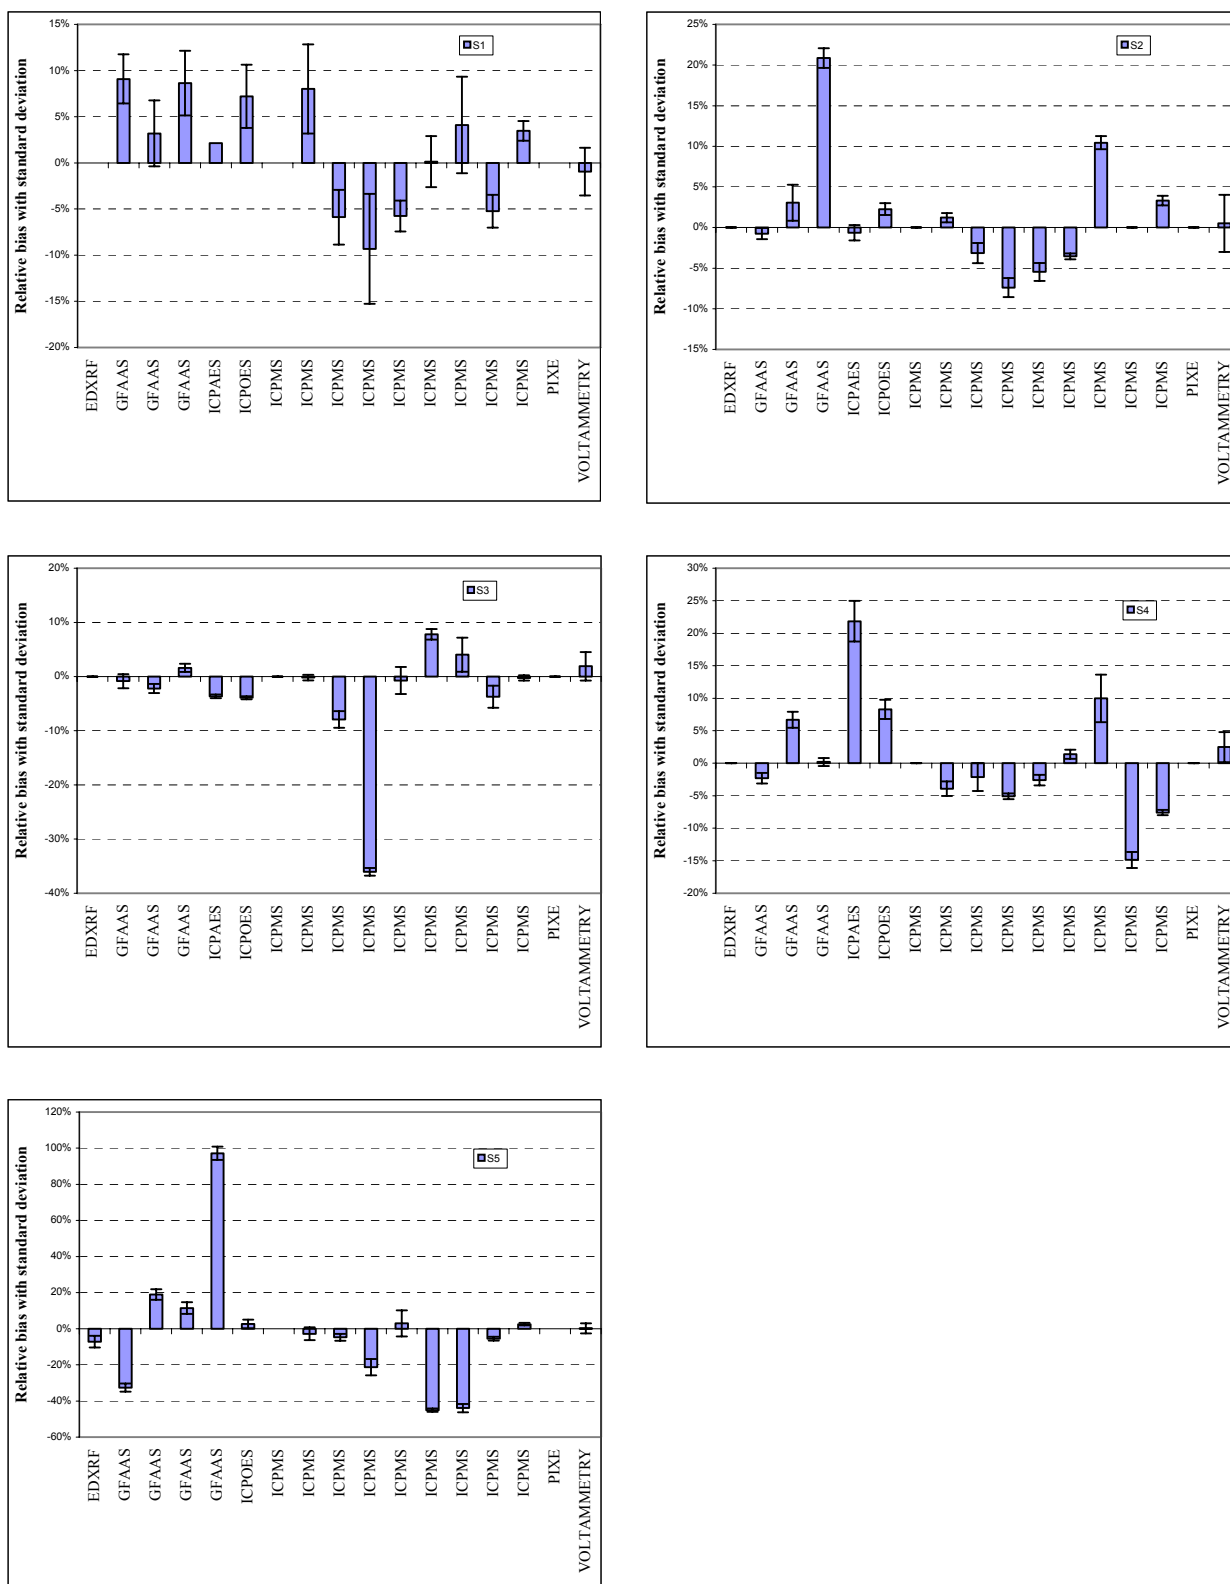 15%
10%
5%
0%
-5%
-10%
-15%
-20%
Relative bias with standard deviation
S1
EDXRF
GFAAS
GFAAS
GFAAS
ICPAES
ICPOES
ICPMS
ICPMS
ICPMS
ICPMS
ICPMS
ICPMS
ICPMS
ICPMS
ICPMS
PIXE
VOLTAMMETRY
25%
20%
15%
10%
5%
0%
-5%
-10%
-15%
Relative bias with standard deviation
S2
EDXRF
GFAAS
GFAAS
GFAAS
ICPAES
ICPOES
ICPMS
ICPMS
ICPMS
ICPMS
ICPMS
ICPMS
ICPMS
ICPMS
ICPMS
PIXE
VOLTAMMETRY
20%
10%
0%
-10%
-20%
-30%
-40%
Relative bias with standard deviation
S3
EDXRF
GFAAS
GFAAS
GFAAS
ICPAES
ICPOES
ICPMS
ICPMS
ICPMS
ICPMS
ICPMS
ICPMS
ICPMS
ICPMS
ICPMS
PIXE
VOLTAMMETRY
30%
25%
20%
15%
10%
5%
0%
-5%
-10%
-15%
-20%
Relative bias with standard deviation
S4
EDXRF
GFAAS
GFAAS
GFAAS
ICPAES
ICPOES
ICPMS
ICPMS
ICPMS
ICPMS
ICPMS
ICPMS
ICPMS
ICPMS
ICPMS
PIXE
VOLTAMMETRY
120%
100%
80%
60%
40%
20%
0%
-20%
-40%
-60%
Relative bias with standard deviation
S5
EDXRF
GFAAS
GFAAS
GFAAS
GFAAS
ICPOES
ICPMS
ICPMS
ICPMS
ICPMS
ICPMS
ICPMS
ICPMS
ICPMS
ICPMS
PIXE
VOLTAMMETRY